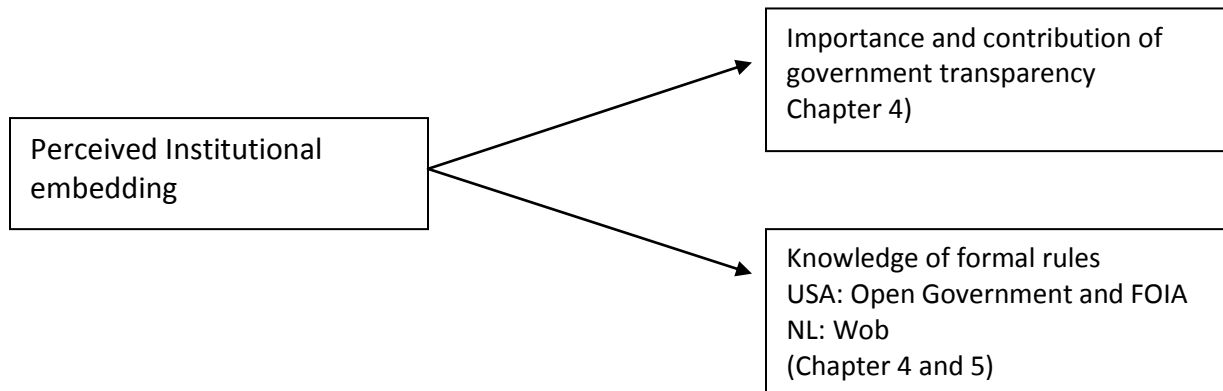 Importance and contribution of
government transparency
Chapter 4)
Perceived Institutional
embedding
Knowledge of formal rules
USA: Open Government and FOIA
NL: Wob
(Chapter 4 and 5)